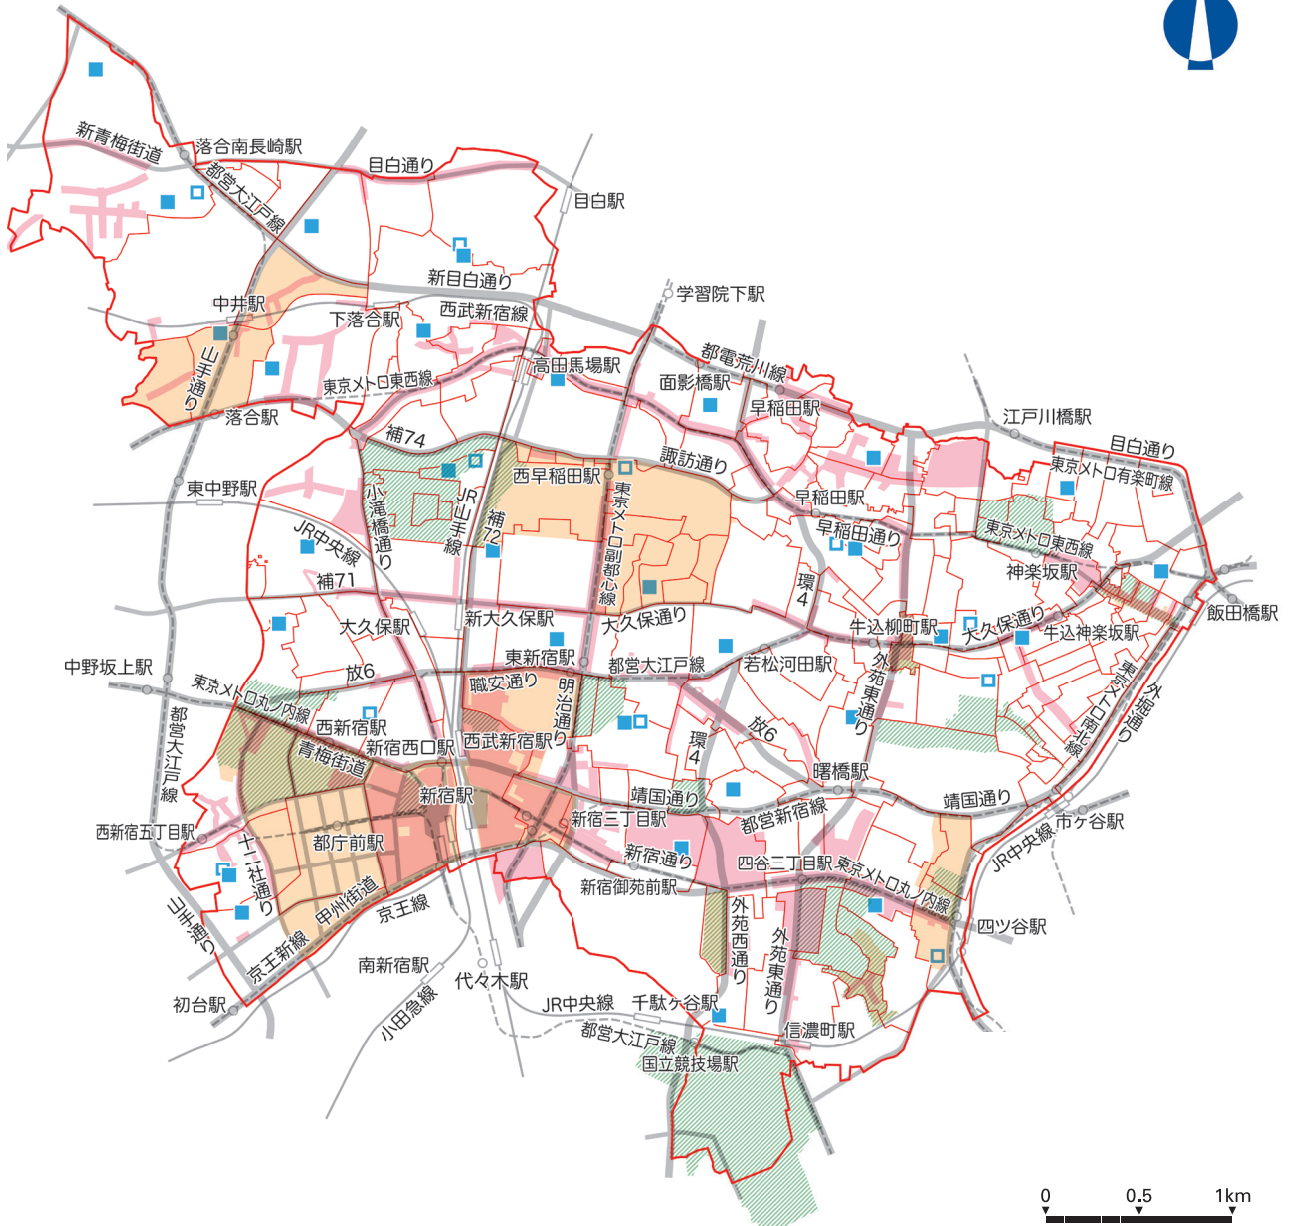 新青梅街道
落合南長崎駅
都営大江戸線
目白通り
目白駅
新目白通り
学習院下駅
中井駅
下落合駅
西武新宿線
山手通り
高田馬場駅
都電荒川線
面影橋駅
早稲田駅
東京メトロ東西線
落合駅
江戸川橋駅
目白通り
東京メトロ有楽町線
補74
諏訪通り
西早稲田駅
東中野駅
小滝橋通り
JR山手線
補72
東京メトロ副都心線
早稲田駅
早稲田通り
東京メトロ東西線
神楽坂駅
JR中央線
補71
環4
飯田橋駅
大久保駅
新大久保駅
大久保通り
牛込柳町駅
大久保通り
牛込神楽坂駅
中野坂上駅
東新宿駅
都営大江戸線
若松河田駅
外苑東通り
東京メトロ南北線
外堀通り
放6
職安通り
明治通り
東京メトロ丸ノ内線
西新宿駅
青梅街道
新宿西口駅
西武新宿駅
環4
放6
都営大江戸線
曙橋駅
新宿駅
靖国通り
都営新宿線
靖国通り
市ヶ谷駅
新宿三丁目駅
西新宿五丁目駅
都庁前駅
新宿通り
四谷三丁目駅
東京メトロ丸ノ内線
JR中央線
十二社通り
甲州街道
京王線
新宿御苑前駅
外苑西通り
外苑東通り
四ツ谷駅
山手通り
京王新線
南新宿駅
代々木駅
初台駅
小田急線
JR中央線
千駄ヶ谷駅
都営大江戸線
信濃町駅
国立競技場駅
0 0.5 1km